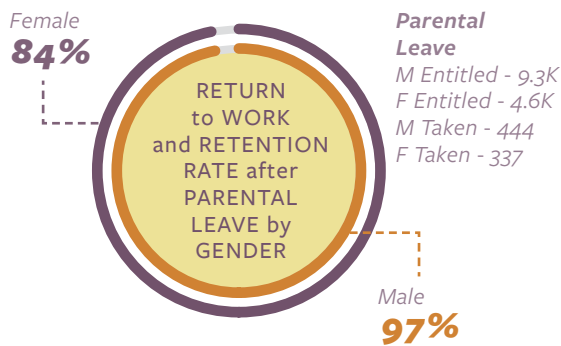 Female
84%
Parental
Leave
M Entitled - 9.3K
F Entitled - 4.6K
M Taken - 444
F Taken - 337
RETURN
to WORK
and RETENTION
RATE after
PARENTAL
LEAVE by
GENDER
Male
97%